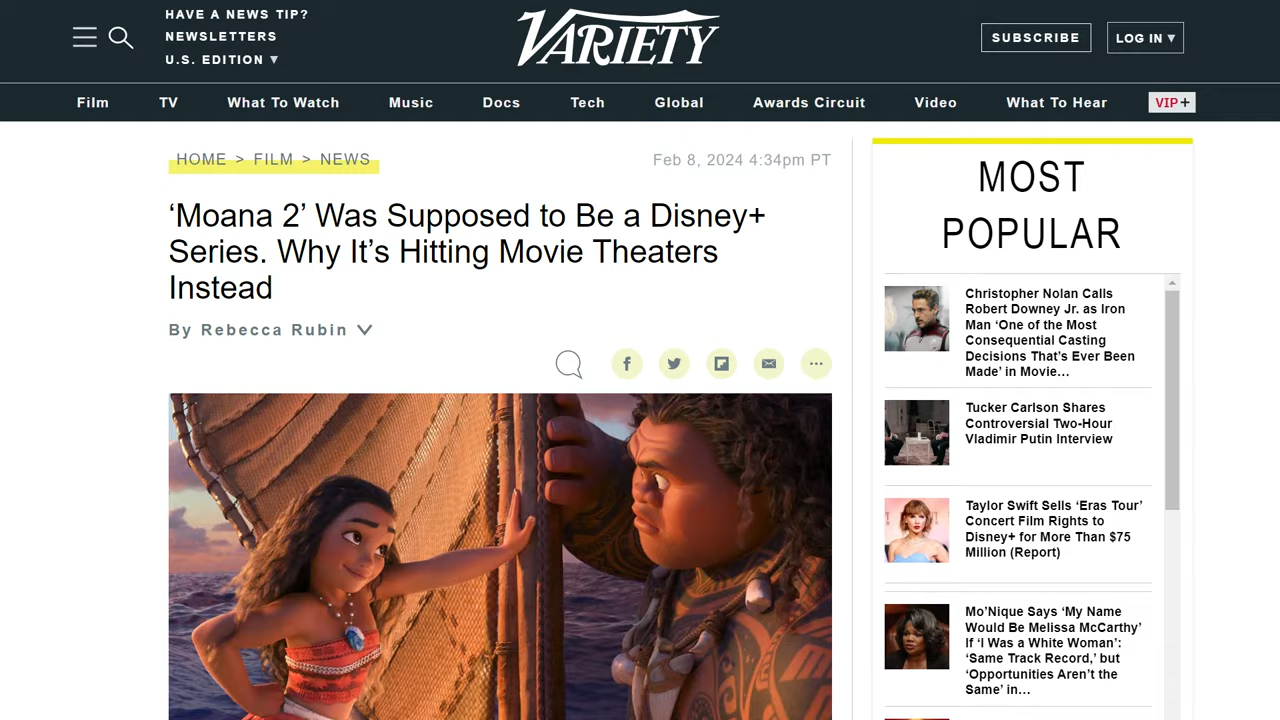 HAVE A NEWS TIP?
NEWSLETTERS
U.S. EDITION ▼
VARIETY
SUBSCRIBE
LOG IN ▼
Film TV What To Watch Music Docs Tech Global Awards Circuit Video What To Hear VIP+
HOME > FILM > NEWS
Feb 8, 2024 4:34pm PT
‘Moana 2’ Was Supposed to Be a Disney+
Series. Why It’s Hitting Movie Theaters
Instead
By Rebecca Rubin
MOST
POPULAR
Christopher Nolan Calls
Robert Downey Jr. as Iron
Man ‘One of the Most
Consequential Casting
Decisions That’s Ever Been
Made’ in Movie…
Tucker Carlson Shares
Controversial Two-Hour
Vladimir Putin Interview
Taylor Swift Sells ‘Eras Tour’
Concert Film Rights to
Disney+ for More Than $75
Million (Report)
Mo’Nique Says ‘My Name
Would Be Melissa McCarthy’
If ‘I Was a White Woman’:
‘Same Track Record,’ but
‘Opportunities Aren’t the
Same’ in…